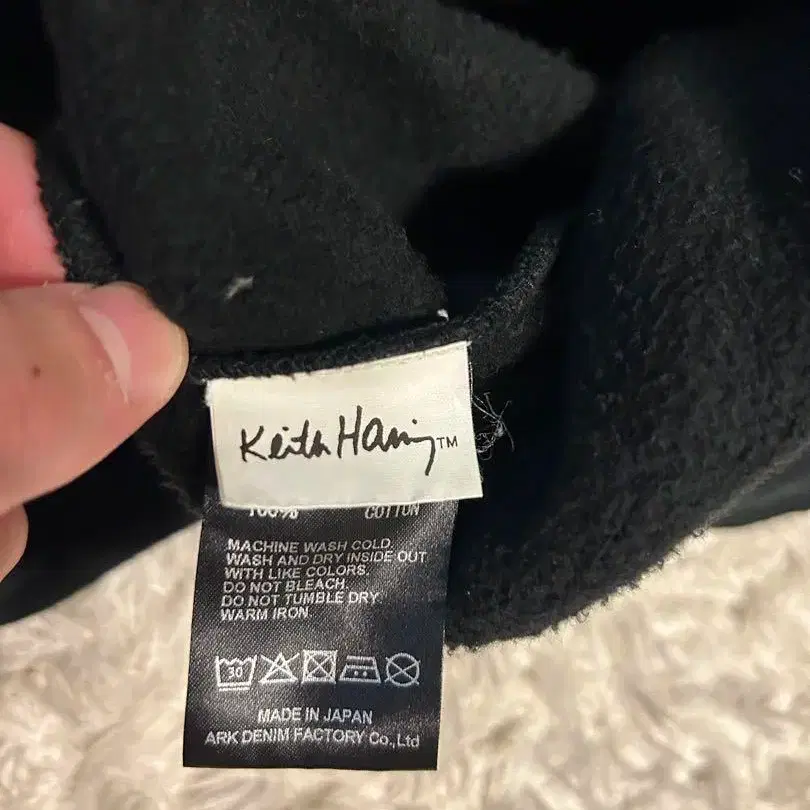 Keith Haring™
100% COTTON
MACHINE WASH COLD.
WASH AND DRY INSIDE OUT
WITH LIKE COLORS.
DO NOT BLEACH.
DO NOT TUMBLE DRY.
WARM IRON
30
MADE IN JAPAN
ARK DENIM FACTORY Co.,Ltd